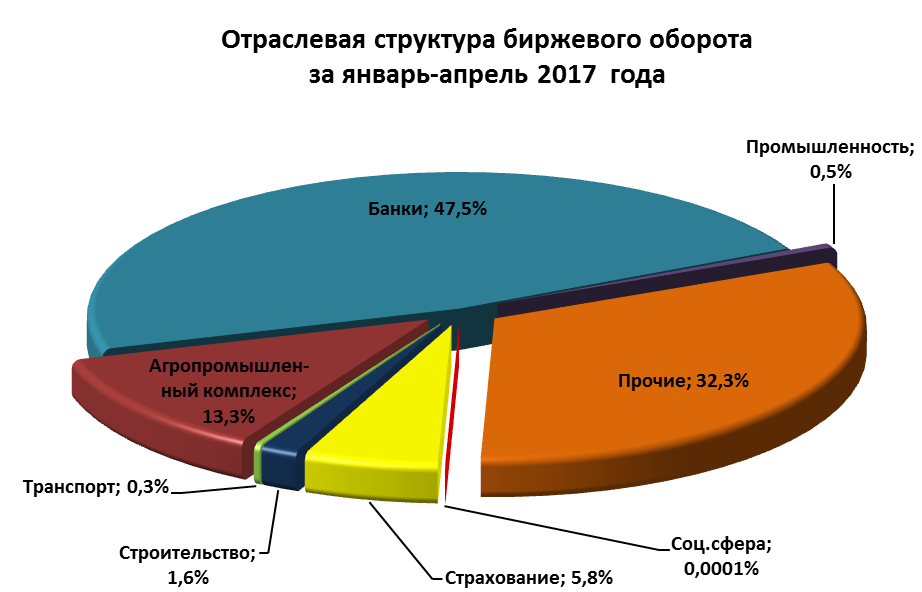 Отраслевая структура биржевого оборота
за январь-апрель 2017 года
Промышленность;
0,5%
Банки; 47,5%
Агропромышлен-
ный комплекс;
13,3%
Прочие; 32,3%
Транспорт; 0,3%
Строительство;
1,6%
Страхование; 5,8%
Соц.сфера;
0,0001%